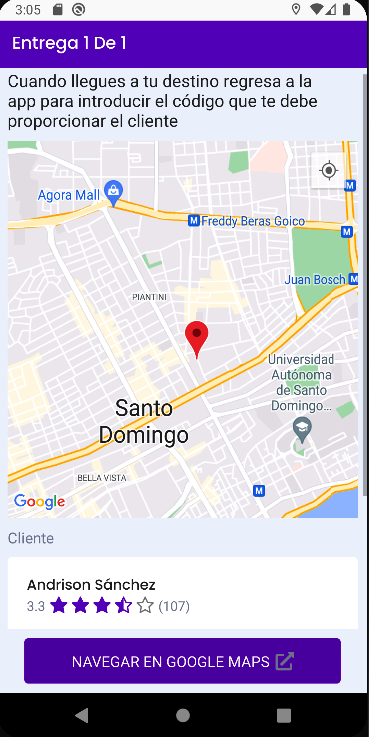 3:05
Entrega 1 De 1
Cuando llegues a tu destino regresa a la
app para introducir el código que te debe
proporcionar el cliente
Agora Mall
M
M Freddy Beras Goico
M
Juan Bosch M
PIANTINI
Universidad
Autónoma
de Santo
Domingo...
Santo
Domingo
BELLA VISTA
M
Google
Cliente
Andrison Sánchez
3.3 (107)
NAVEGAR EN GOOGLE MAPS